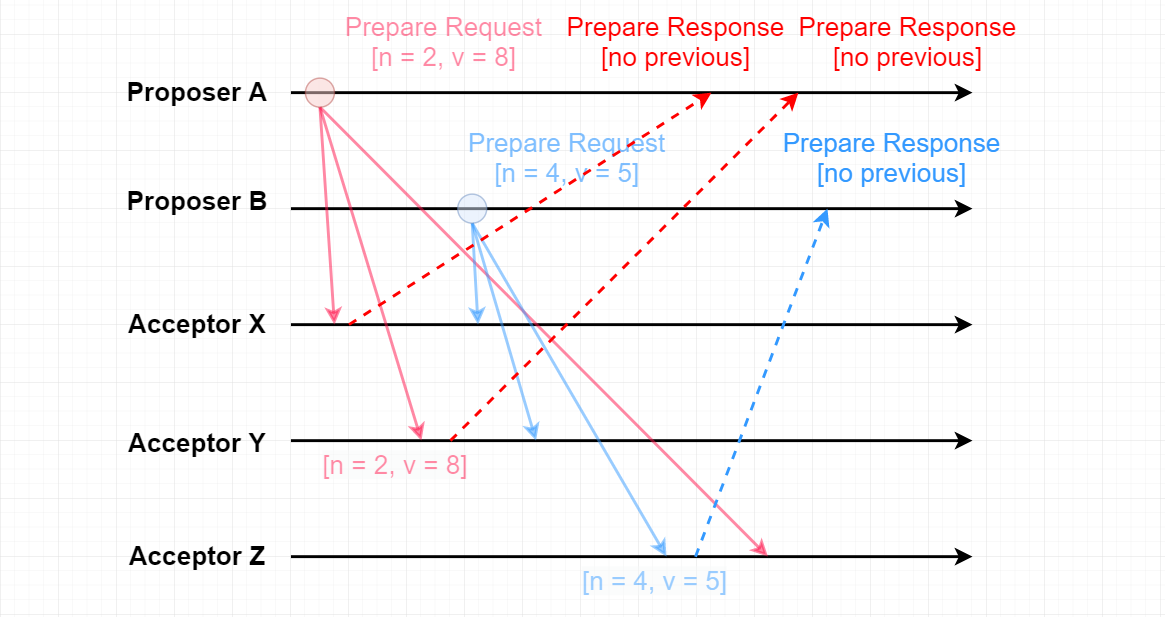 Prepare Request
[n = 2, v = 8]
Prepare Response
[no previous]
Prepare Response
[no previous]
Proposer A
Prepare Request
[n = 4, v = 5]
Prepare Response
[no previous]
Proposer B
Acceptor X
Acceptor Y
[n = 2, v = 8]
Acceptor Z
[n = 4, v = 5]